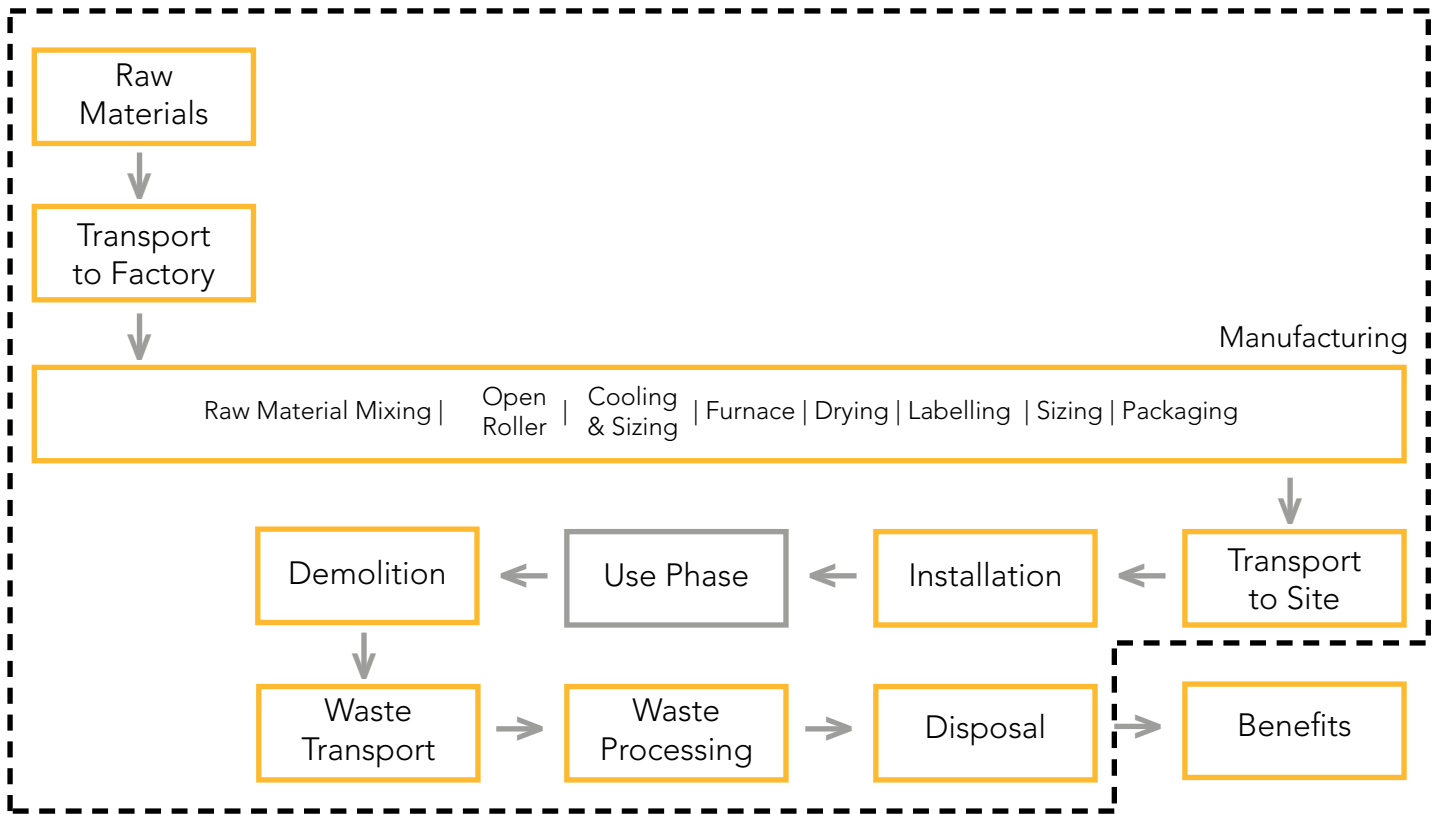 Raw
Materials
Transport
to Factory
Manufacturing
Raw Material Mixing | Open Roller | Cooling & Sizing | Furnace | Drying | Labelling | Sizing | Packaging
Demolition
Use Phase
Installation
Transport
to Site
Waste
Transport
Waste
Processing
Disposal
Benefits